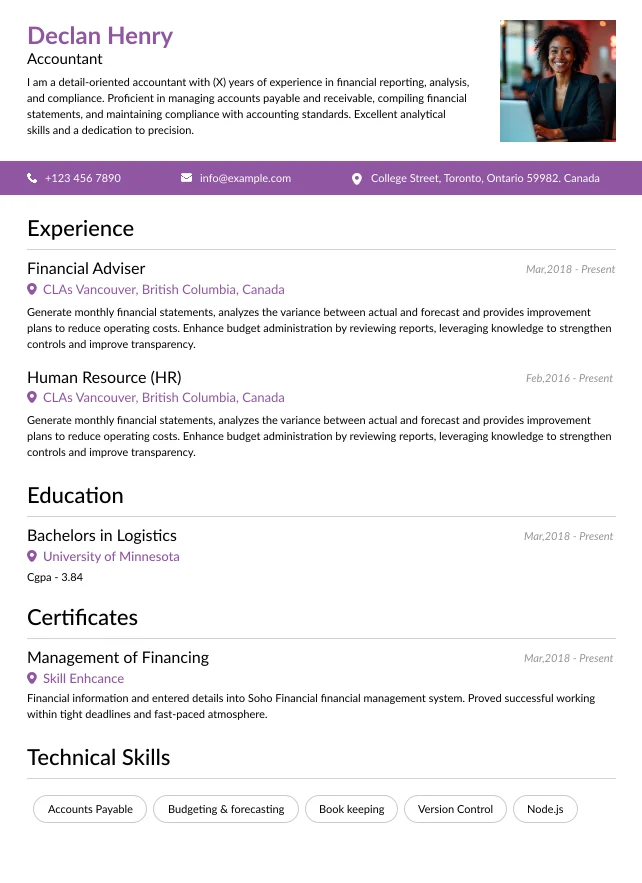 Declan Henry
Accountant
I am a detail-oriented accountant with (X) years of experience in financial reporting, analysis,
and compliance. Proficient in managing accounts payable and receivable, compiling financial
statements, and maintaining compliance with accounting standards. Excellent analytical
skills and a dedication to precision.
+123 456 7890
info@example.com
College Street, Toronto, Ontario 59982. Canada
Experience
Financial Adviser
Mar,2018 - Present
CLAs Vancouver, British Columbia, Canada
Generate monthly financial statements, analyzes the variance between actual and forecast and provides improvement
plans to reduce operating costs. Enhance budget administration by reviewing reports, leveraging knowledge to strengthen
controls and improve transparency.
Human Resource (HR)
Feb,2016 - Present
CLAs Vancouver, British Columbia, Canada
Generate monthly financial statements, analyzes the variance between actual and forecast and provides improvement
plans to reduce operating costs. Enhance budget administration by reviewing reports, leveraging knowledge to strengthen
controls and improve transparency.
Education
Bachelors in Logistics
Mar,2018 - Present
University of Minnesota
Cgpa - 3.84
Certificates
Management of Financing
Mar,2018 - Present
Skill Enhcance
Financial information and entered details into Soho Financial financial management system. Proved successful working
within tight deadlines and fast-paced atmosphere.
Technical Skills
Accounts Payable
Budgeting & forecasting
Book keeping
Version Control
Node.js